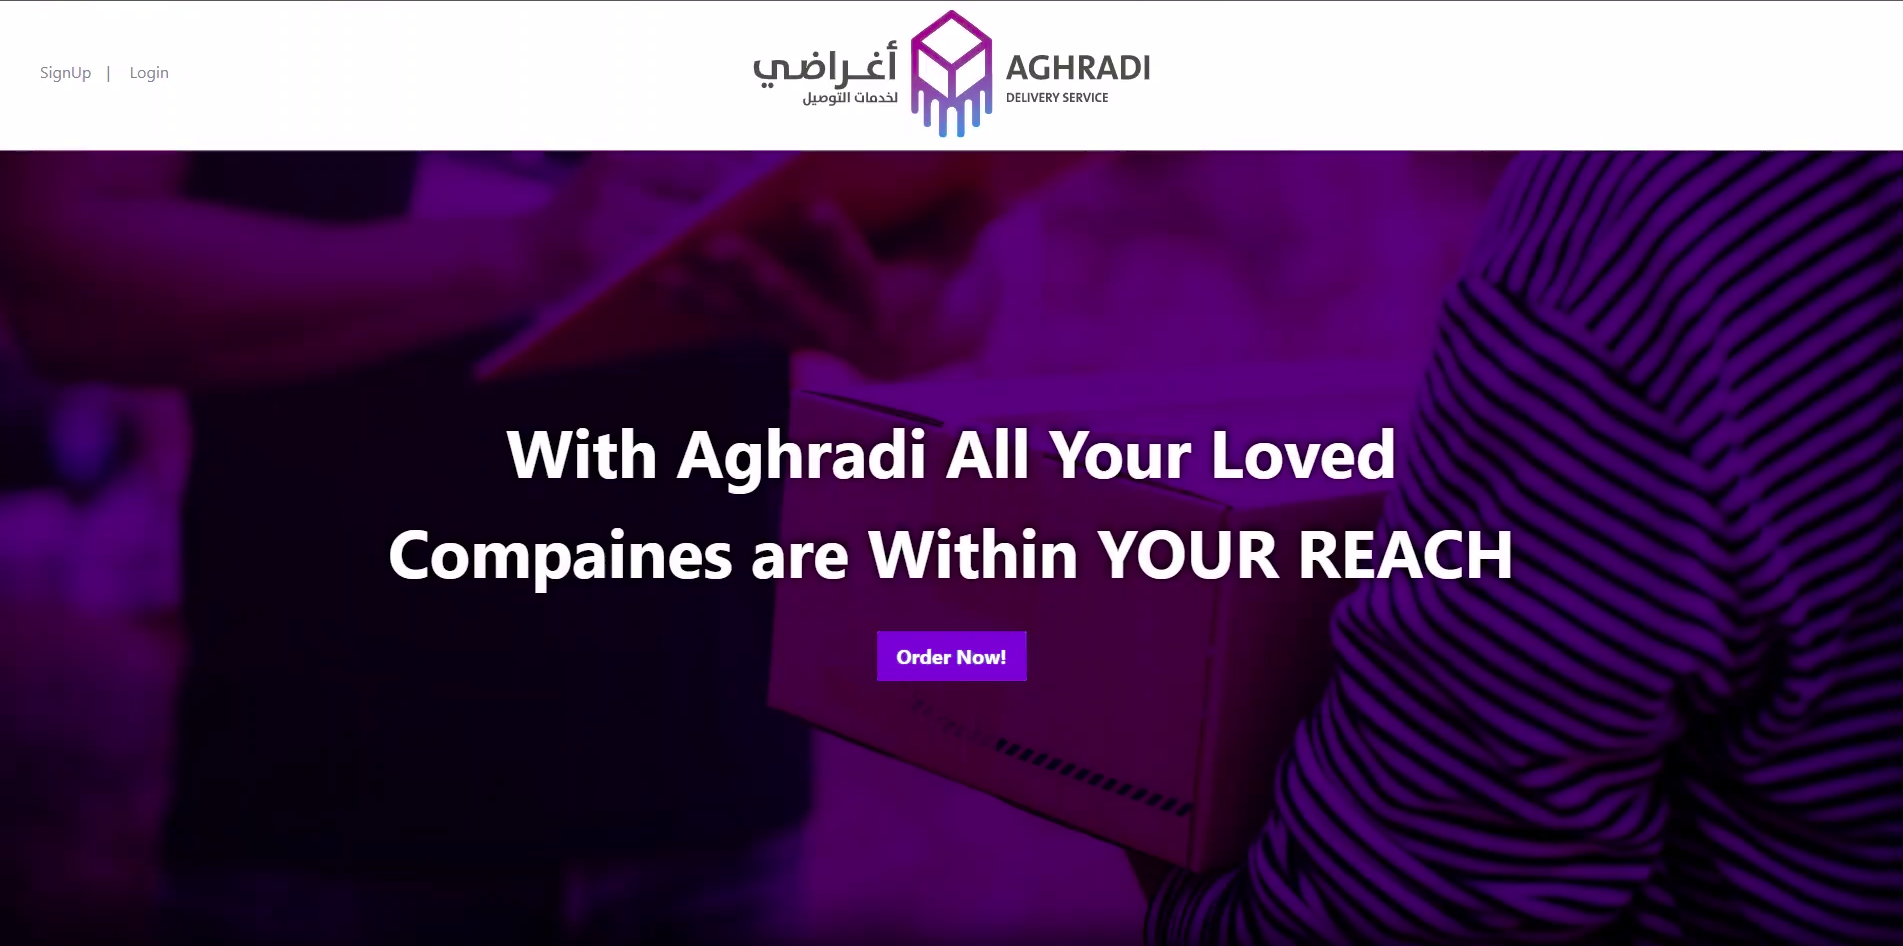 SignUp | Login
أغراضي
لخدمات التوصيل
AGHRADI
DELIVERY SERVICE
With Aghradi All Your Loved
Compaines are Within YOUR REACH
Order Now!